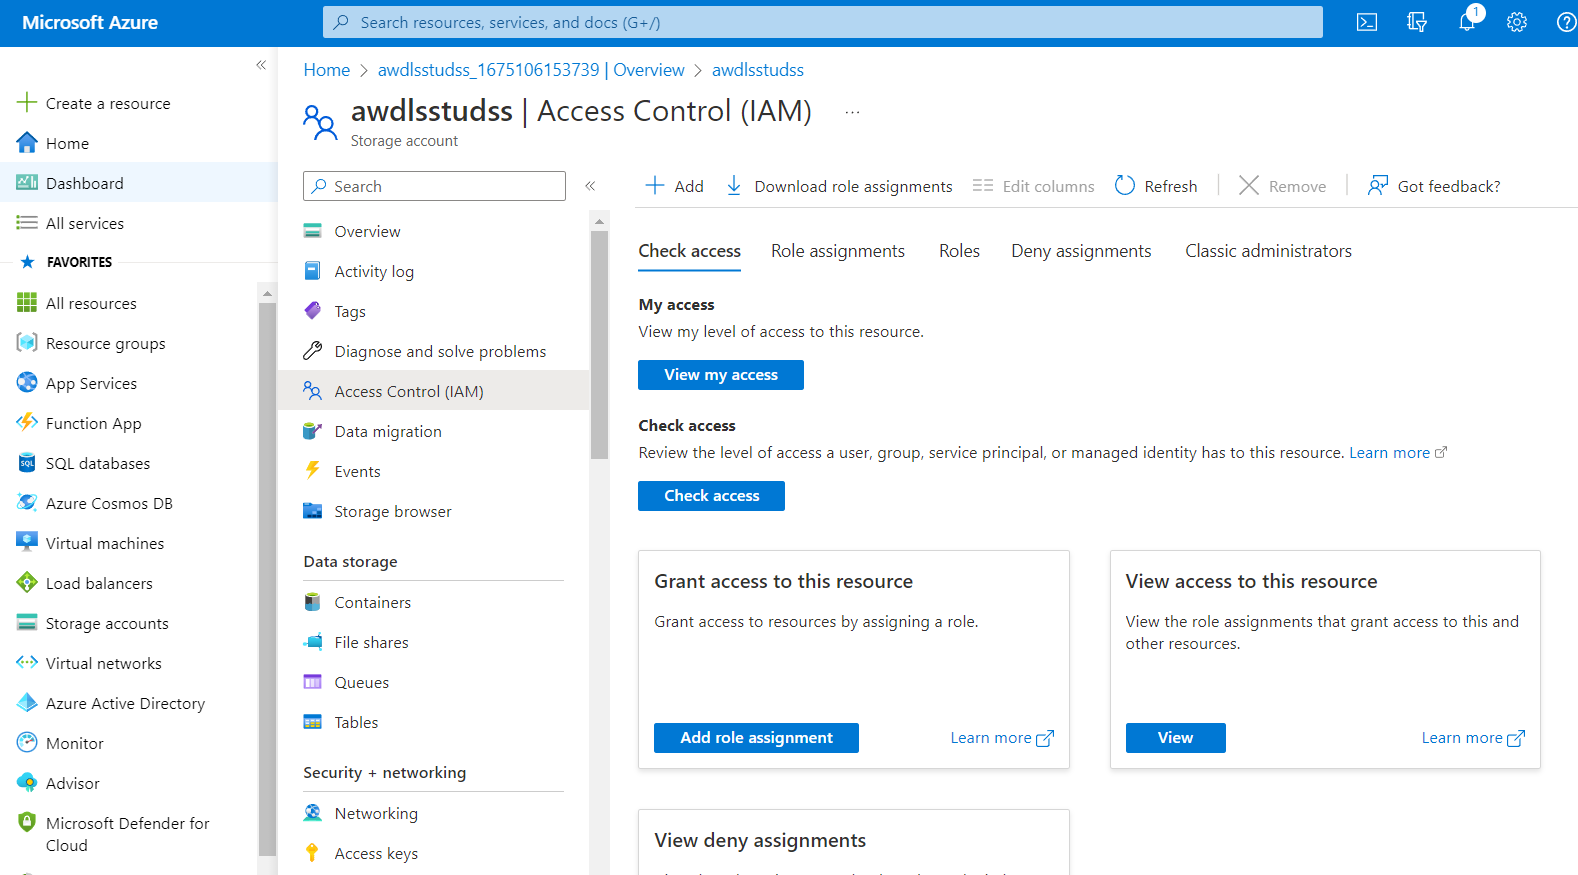 Microsoft Azure
Search resources, services, and docs (G+/)
1
Create a resource
Home
Dashboard
All services
FAVORITES
All resources
Resource groups
App Services
Function App
SQL databases
Azure Cosmos DB
Virtual machines
Load balancers
Storage accounts
Virtual networks
Azure Active Directory
Monitor
Advisor
Microsoft Defender for
Cloud
Home > awdlsstudss_1675106153739 | Overview > awdlsstudss
awdlsstudss | Access Control (IAM) ...
Storage account
Search
Overview
Activity log
Tags
Diagnose and solve problems
Access Control (IAM)
Data migration
Events
Storage browser
Data storage
Containers
File shares
Queues
Tables
Security + networking
Networking
Access keys
Add Download role assignments Edit columns Refresh Remove Got feedback?
Check access Role assignments Roles Deny assignments Classic administrators
My access
View my level of access to this resource.
View my access
Check access
Review the level of access a user, group, service principal, or managed identity has to this resource. Learn more
Check access
Grant access to this resource
Grant access to resources by assigning a role.
Add role assignment Learn more
View access to this resource
View the role assignments that grant access to this and
other resources.
View Learn more
View deny assignments